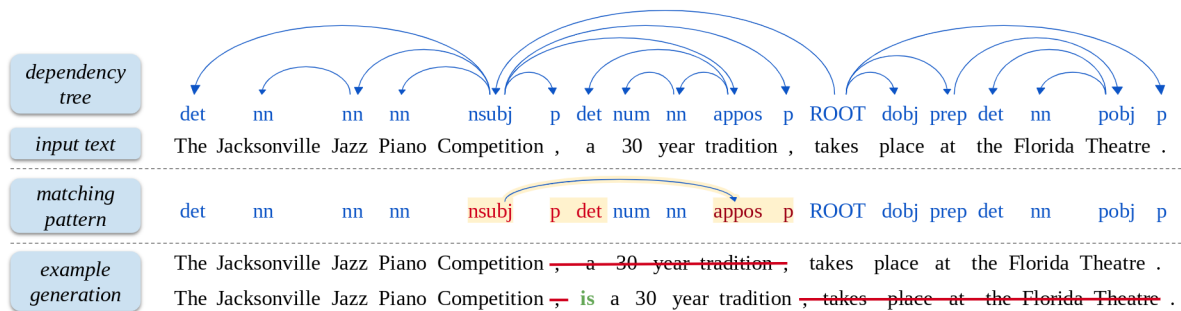 dependency tree
det nn nn nn nsubj p det num nn appos p ROOT dobj prep det nn pobj p
input text
The Jacksonville Jazz Piano Competition , a 30 year tradition , takes place at the Florida Theatre .
matching pattern
det nn nn nn nsubj p det num nn appos p ROOT dobj prep det nn pobj p
example generation
The Jacksonville Jazz Piano Competition , a 30 year tradition , takes place at the Florida Theatre .
The Jacksonville Jazz Piano Competition , is a 30 year tradition , takes place at the Florida Theatre .